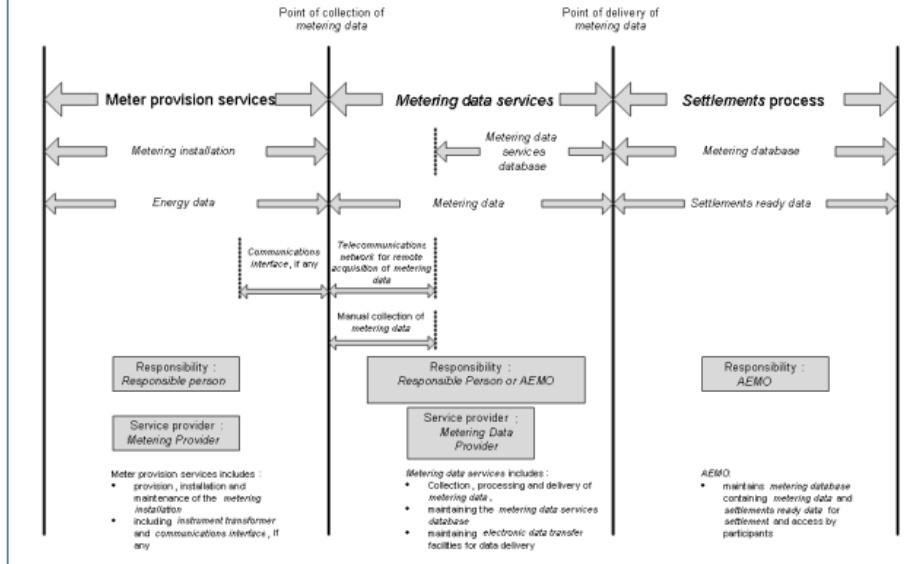 Point of collection of
metering data
Point of delivery of
metering data
Meter provision services
Metering data services
Settlements process
Metering installation
Metering data
services
database
Metering database
Energy data
Metering data
Settlements ready data
Communications
interface, if any
Telecommunications
network for remote
acquisition of metering
data
Manual collection of
metering data
Responsibility :
Responsible person
Responsibility :
Responsible Person or AEMO
Responsibility :
AEMO
Service provider :
Metering Provider
Service provider :
Metering Data
Provider
Meter provision services includes :
• provision, installation and
maintenance of the metering
installation
• including instrument transformer
and communications interface, if
any
Metering data services includes :
• Collection, processing and delivery of
metering data,
• maintaining the metering data services
database
• maintaining electronic data transfer
facilities for data delivery
AEMO:
• maintains metering database
containing metering data and
settlements ready data for
settlement and access by
participants